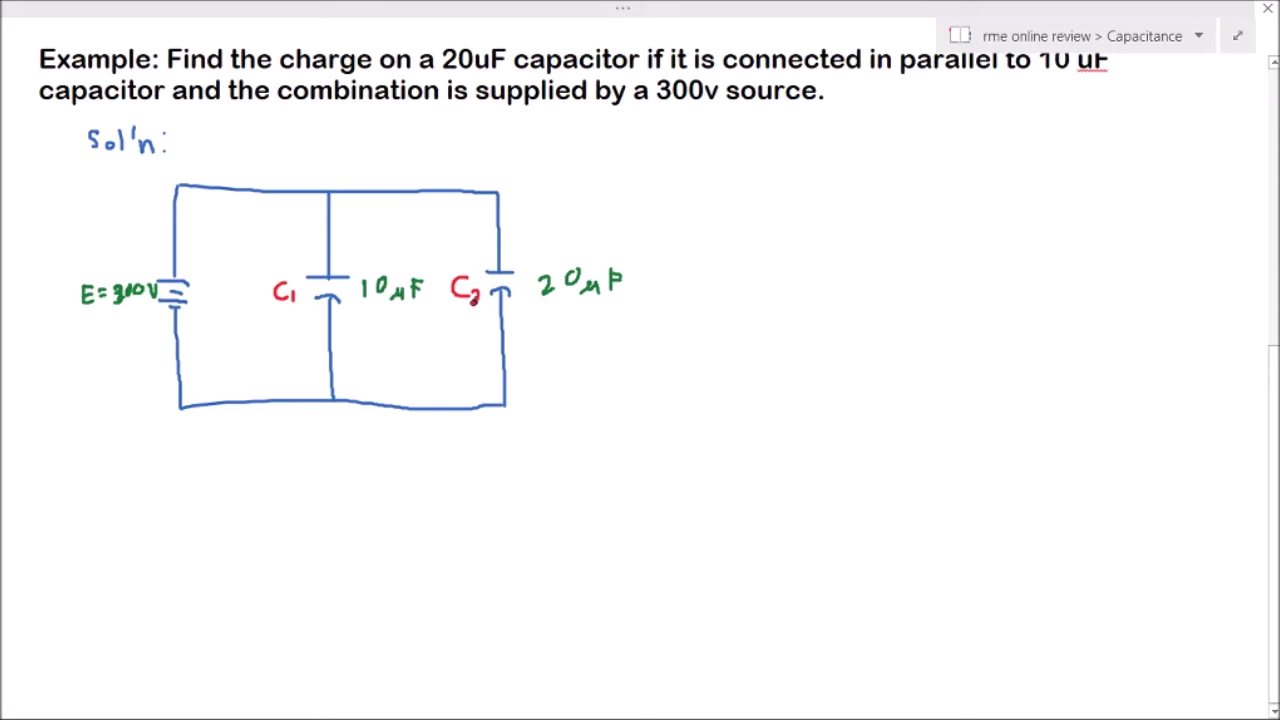 rme online review > Capacitance
Example: Find the charge on a 20uF capacitor if it is connected in parallel to 10 uF
capacitor and the combination is supplied by a 300v source.
Sol'n:
E=300V C1 10μF C2 20μF